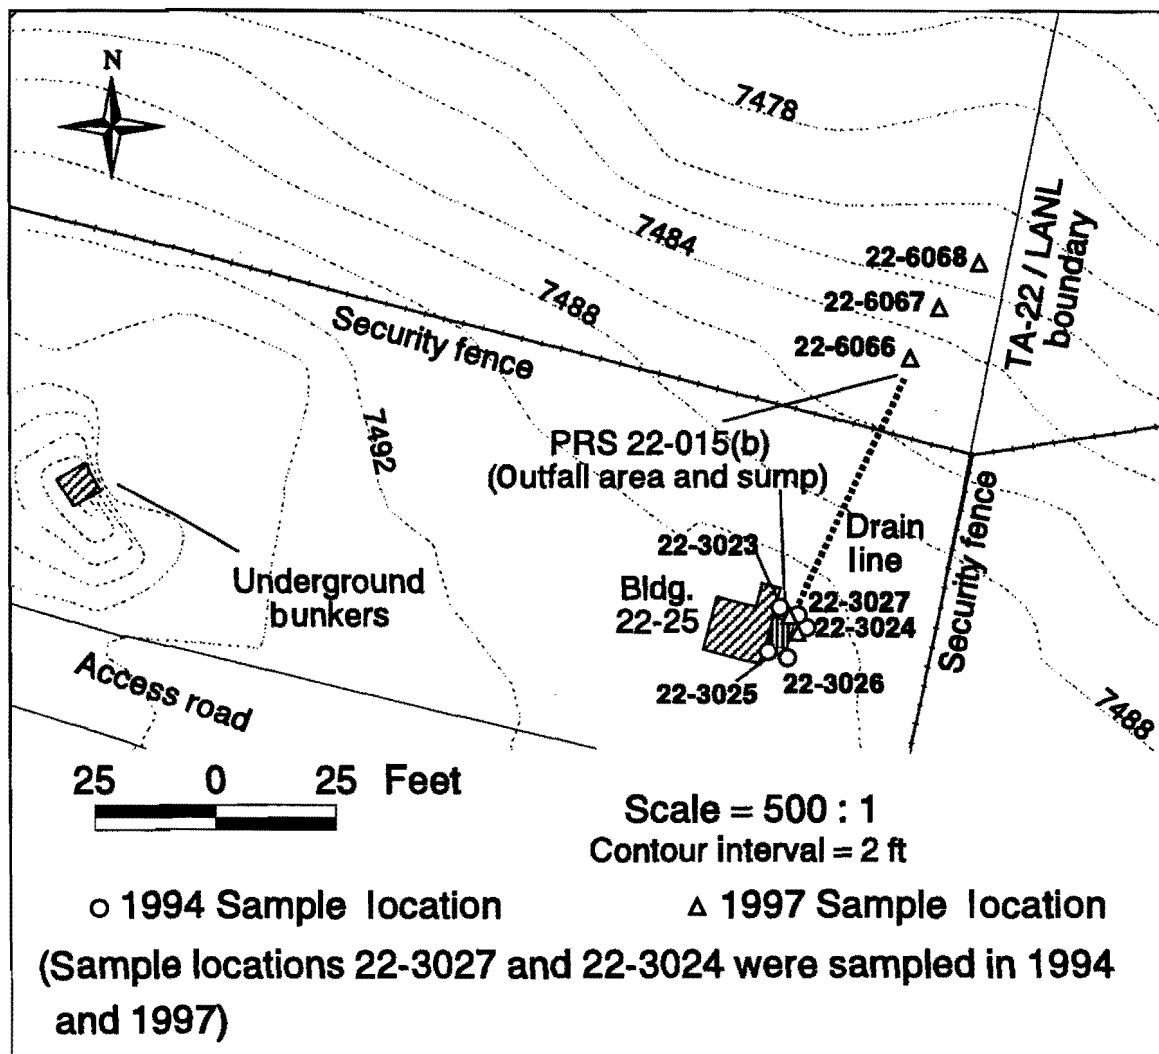 N
7478
TA-22 / LANL
boundary
7484
22-6068
22-6067
7488
22-6066
Security fence
7492
PRS 22-015(b)
(Outfall area and sump)
Drain
line
22-3023
Security fence
Underground
bunkers
Bldg.
22-25
22-3027
22-3024
22-3025
22-3026
Access road
7488
25 0 25 Feet
Scale = 500 : 1
Contour interval = 2 ft
1994 Sample location
1997 Sample location
(Sample locations 22-3027 and 22-3024 were sampled in 1994
and 1997)